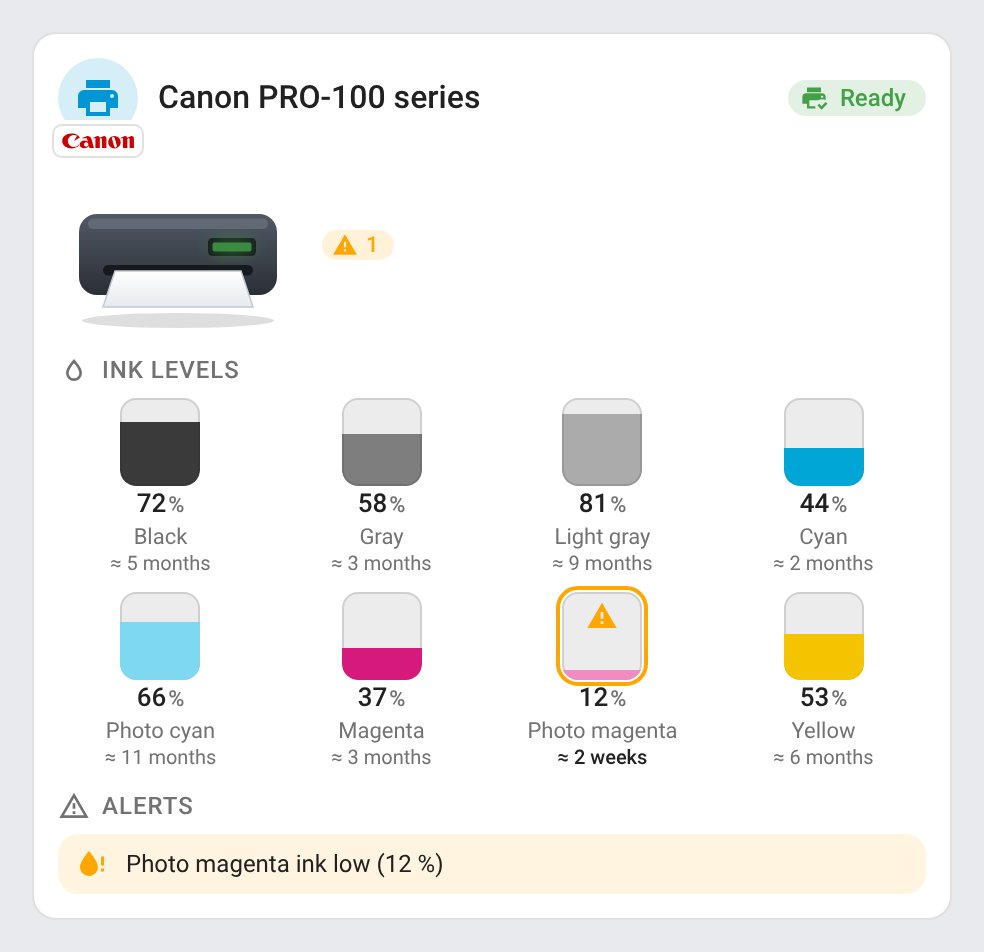 Canon PRO-100 series
Ready
Canon
1
INK LEVELS
72% 58% 81% 44%
Black Gray Light gray Cyan
≈ 5 months ≈ 3 months ≈ 9 months ≈ 2 months
66% 37% 12% 53%
Photo cyan Magenta Photo magenta Yellow
≈ 11 months ≈ 3 months ≈ 2 weeks ≈ 6 months
ALERTS
Photo magenta ink low (12 %)